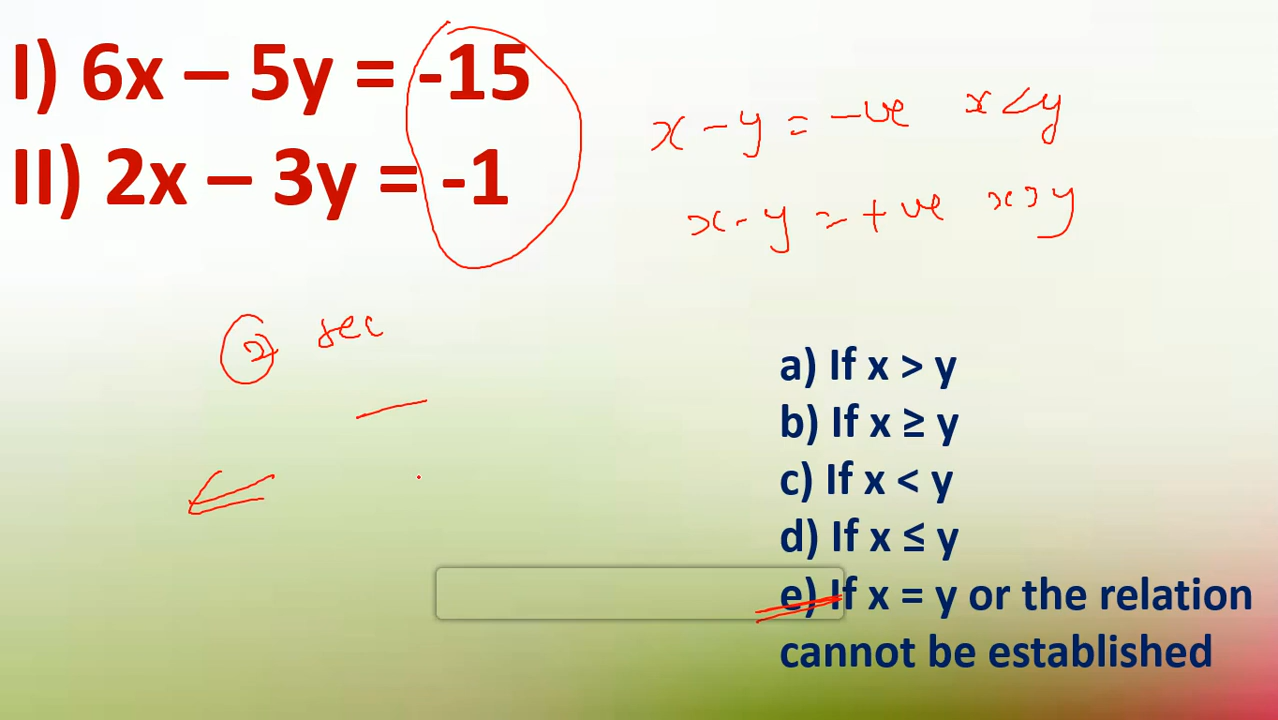 I) 6x – 5y = -15
II) 2x – 3y = -1
x - y = -ve x < y
x - y = +ve x > y
2 sec
a) If x > y
b) If x ≥ y
c) If x < y
d) If x ≤ y
e) If x = y or the relation
cannot be established